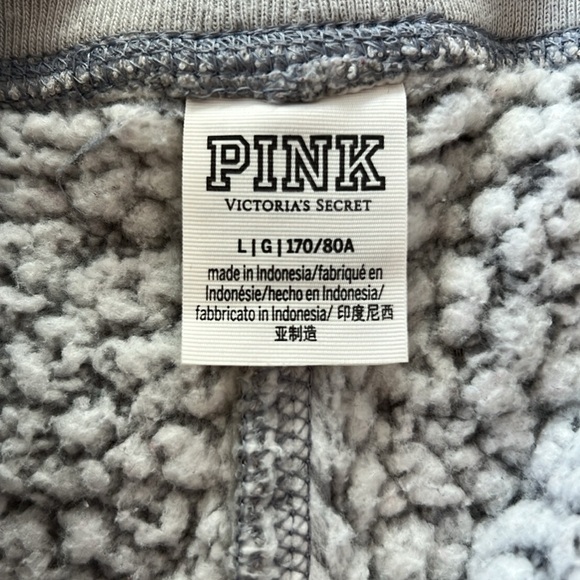 PINK
VICTORIA'S SECRET
L | G | 170/80A
made in Indonesia/fabriqué en
Indonésie/hecho en Indonesia/
fabbricato in Indonesia/ 印度尼西
亚制造